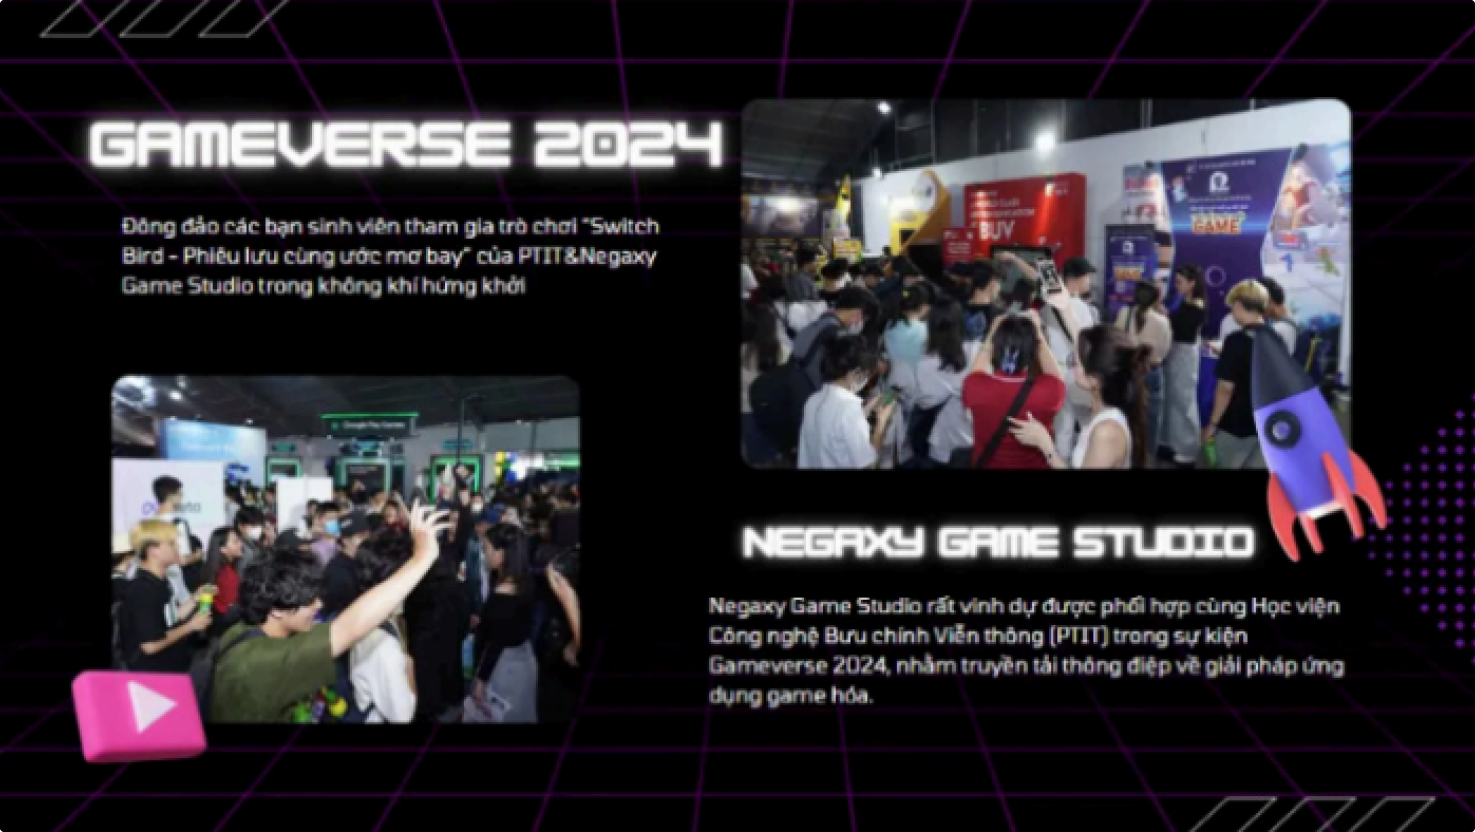 GAMEVERSE 2024
Đông đảo các bạn sinh viên tham gia trò chơi "Switch
Bird - Phiêu lưu cùng ước mơ bay" của PTIT&Negaxy
Game Studio trong không khí hứng khởi
BUY
GAME
Google Play Games
NEGAXY GAME STUDIO
Negaxy Game Studio rất vinh dự được phối hợp cùng Học viện
Công nghệ Bưu chính Viễn thông (PTIT) trong sự kiện
Gameverse 2024, nhằm truyền tải thông điệp về giải pháp ứng
dụng game hóa.